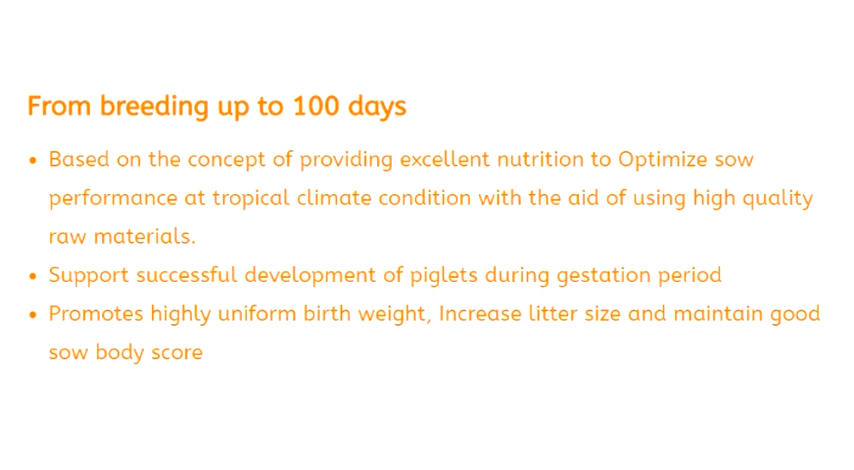 From breeding up to 100 days
• Based on the concept of providing excellent nutrition to Optimize sow
performance at tropical climate condition with the aid of using high quality
raw materials.
• Support successful development of piglets during gestation period
• Promotes highly uniform birth weight, Increase litter size and maintain good
sow body score